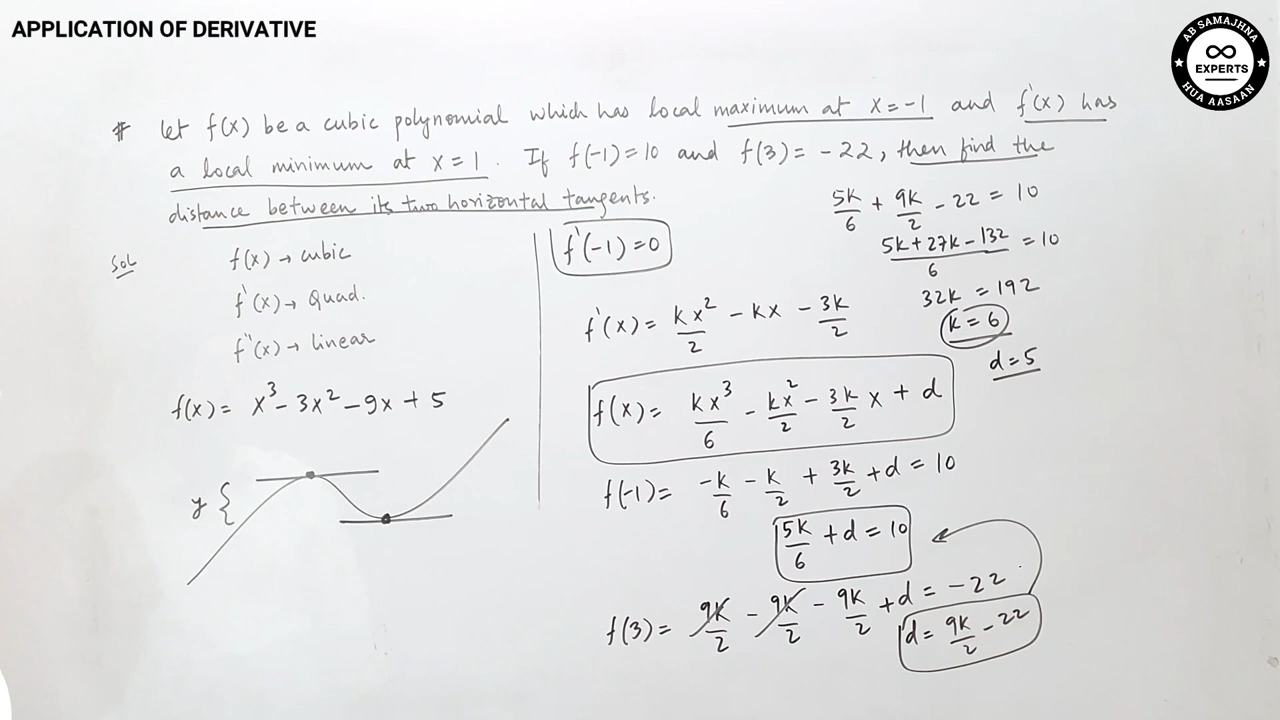 APPLICATION OF DERIVATIVE
AB SAMAJHNA
∞
EXPERTS
HUA AASAAN
# Let f(x) be a cubic polynomial which has local maximum at x=-1 and f'(x) has
a local minimum at x=1. If f(-1)=10 and f(3)=-22, then find the
distance between its two horizontal tangents.
Sol
f(x) → cubic
f'(x) → Quad.
f''(x) → linear
f(x) = x³ - 3x² - 9x + 5
y {
f'(-1)=0
f'(x) = kx²/2 - kx - 3k/2
f(x) = kx³/6 - kx²/2 - 3k/2 x + d
f(-1) = -k/6 - k/2 + 3k/2 + d = 10
5k/6 + d = 10
f(3) = 9k/2 - 9k/2 - 9k/2 + d = -22
d = 9k/2 - 22
5k/6 + 9k/2 - 22 = 10
5k+27k-132/6 = 10
32k = 192
k = 6
d = 5